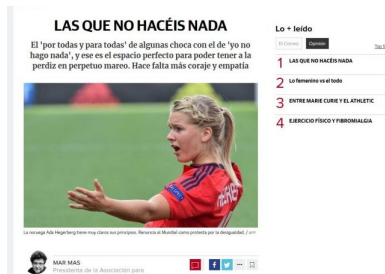 LAS QUE NO HACÉIS NADA
El 'por todas y para todas' de algunas choca con el de 'yo no
hago nada', y ese es el espacio perfecto para poder tener a la
perdiz en perpetuo mareo. Hace falta más coraje y empatía
La noruega Ada Hegerberg tiene muy claros sus principios. Renuncia al Mundial como protesta por la desigualdad. /
MAR MAS
Presidenta de la Asociación para
Lo + leído
El Correo
Opinión
Top 5
1 LAS QUE NO HACÉIS NADA
2 Lo femenino vs el todo
3 ENTRE MARIE CURIE Y EL ATHLETIC
4 EJERCICIO FÍSICO Y FIBROMIALGIA